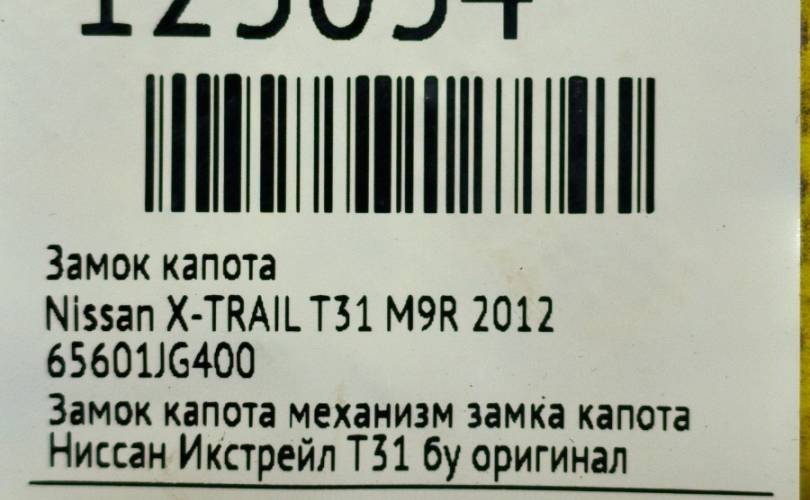 Замок капота
Nissan X-TRAIL T31 M9R 2012
65601JG400
Замок капота механизм замка капота
Ниссан Икстрейл Т31 бу оригинал